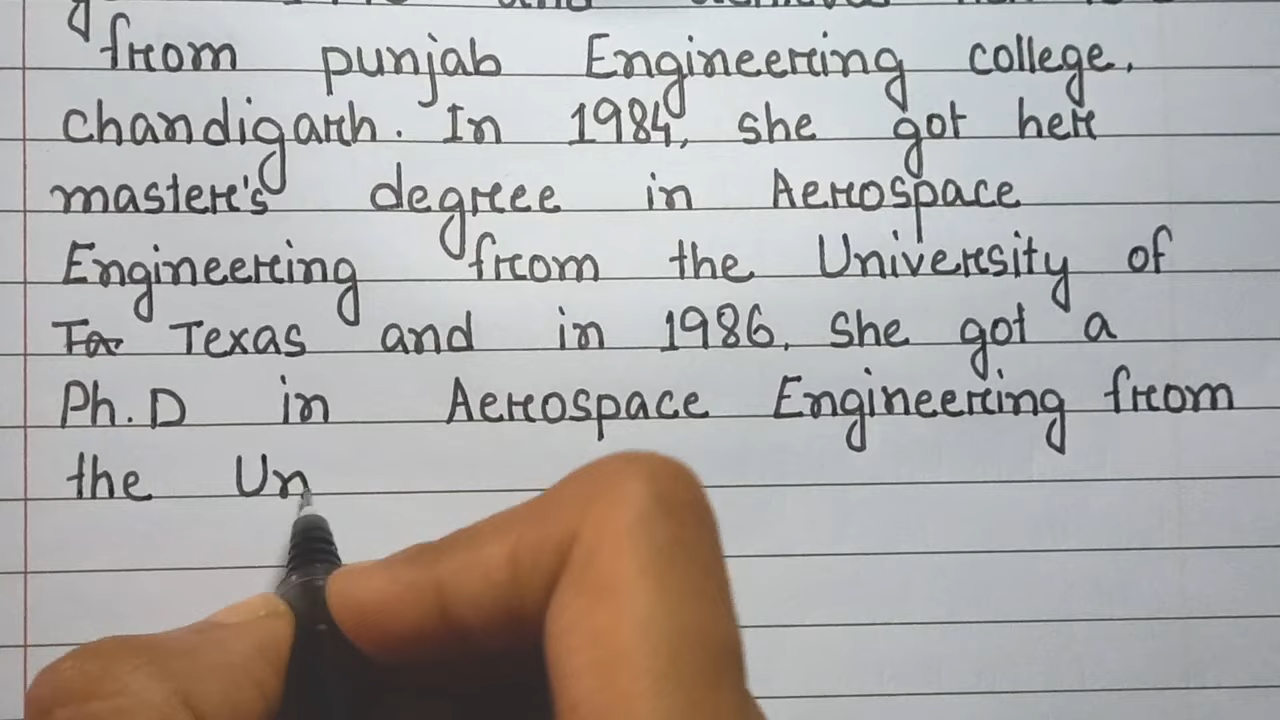 from punjab Engineering college,
chandigarh. In 1984, she got her
master's degree in Aerospace
Engineering from the University of
Texas and in 1986, she got a
Ph.D in Aerospace Engineering from
the Un